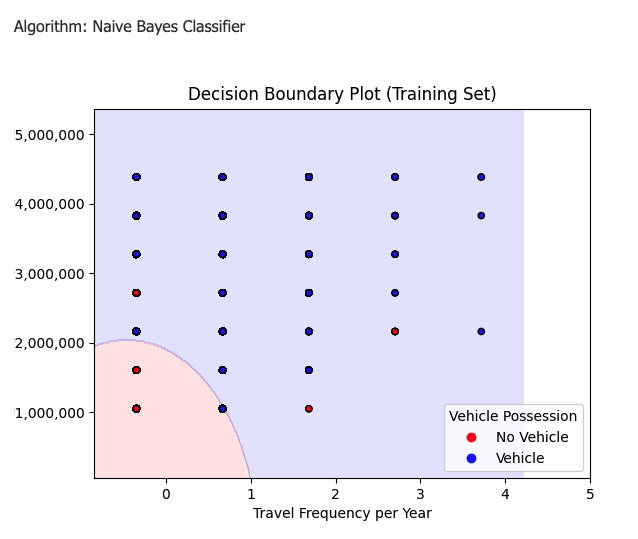 Algorithm: Naive Bayes Classifier
Decision Boundary Plot (Training Set)
5,000,000
4,000,000
3,000,000
2,000,000
1,000,000
Vehicle Possession
No Vehicle
Vehicle
0 1 2 3 4 5
Travel Frequency per Year